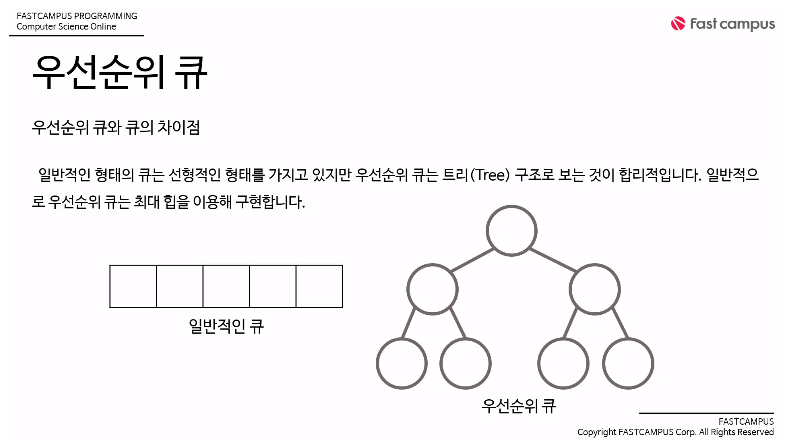 FASTCAMPUS PROGRAMMING
Computer Science Online
Fast campus
우선순위 큐
우선순위 큐와 큐의 차이점
일반적인 형태의 큐는 선형적인 형태를 가지고 있지만 우선순위 큐는 트리(Tree) 구조로 보는 것이 합리적입니다. 일반적으
로 우선순위 큐는 최대 힙을 이용해 구현합니다.
일반적인 큐
우선순위 큐
FASTCAMPUS
Copyright FASTCAMPUS Corp. All Rights Reserved